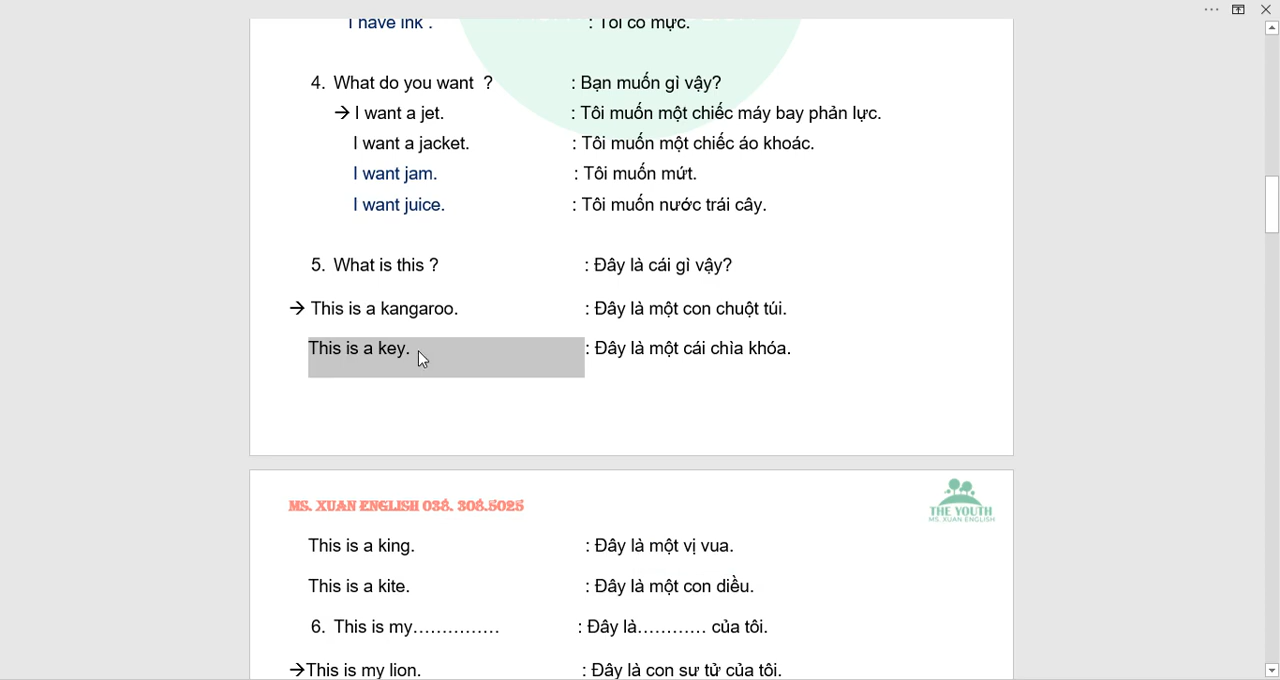 I have ink . : Tôi có mực.
4. What do you want ? : Bạn muốn gì vậy?
→ I want a jet. : Tôi muốn một chiếc máy bay phản lực.
I want a jacket. : Tôi muốn một chiếc áo khoác.
I want jam. : Tôi muốn mứt.
I want juice. : Tôi muốn nước trái cây.
5. What is this ? : Đây là cái gì vậy?
→ This is a kangaroo. : Đây là một con chuột túi.
This is a key. : Đây là một cái chìa khóa.
MS. XUAN ENGLISH 038. 308.5025
THE YOUTH
MS. XUAN ENGLISH
This is a king. : Đây là một vị vua.
This is a kite. : Đây là một con diều.
6. This is my…………… : Đây là………… của tôi.
→This is my lion. : Đây là con sư tử của tôi.